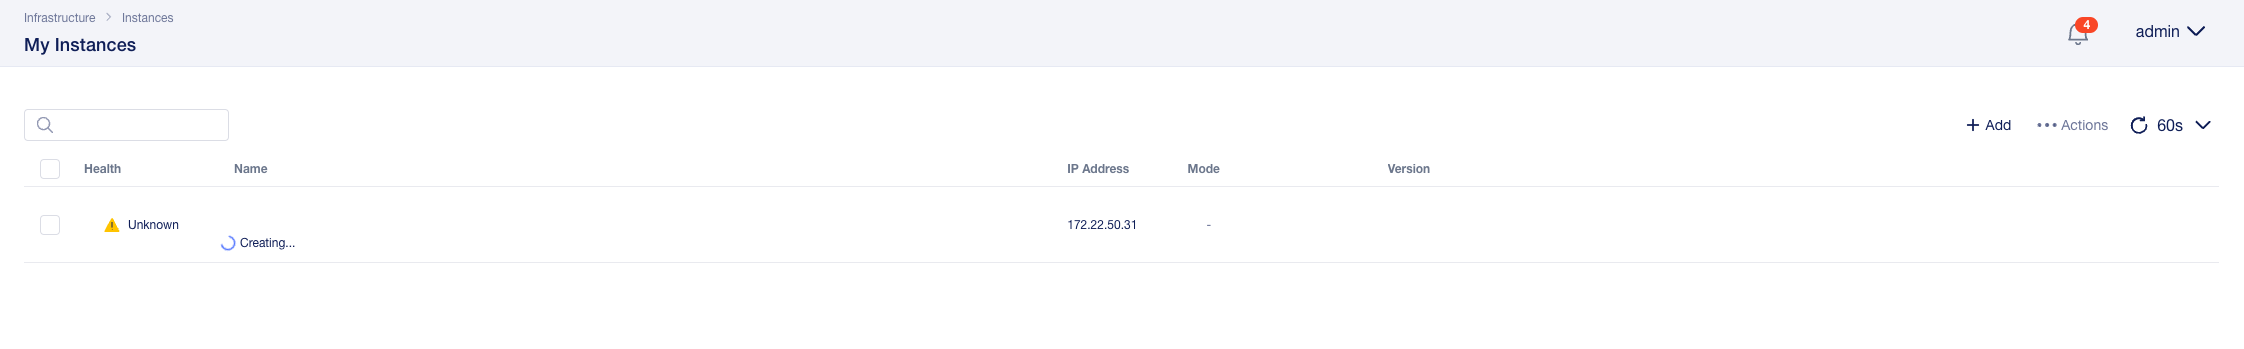 Infrastructure > Instances
My Instances
4
admin
+ Add
••• Actions
60s
Health Name IP Address Mode Version
Unknown 172.22.50.31 -
Creating...